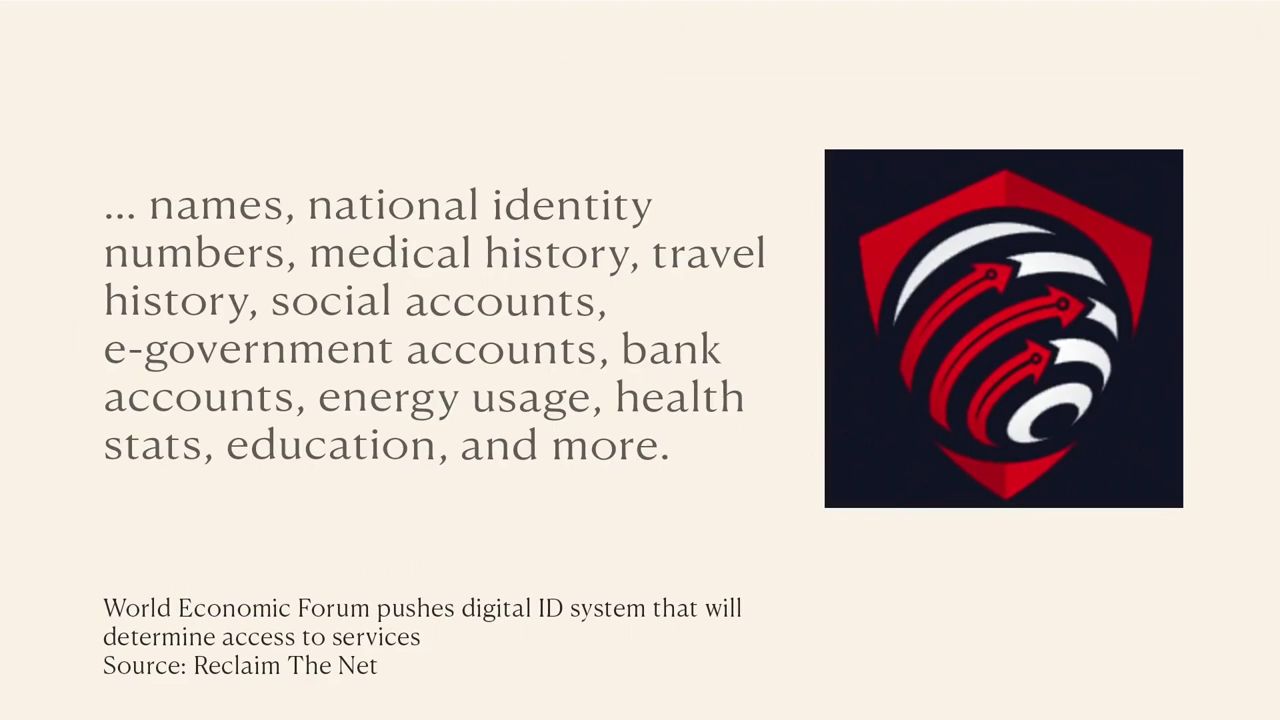 ... names, national identity
numbers, medical history, travel
history, social accounts,
e-government accounts, bank
accounts, energy usage, health
stats, education, and more.
World Economic Forum pushes digital ID system that will
determine access to services
Source: Reclaim The Net